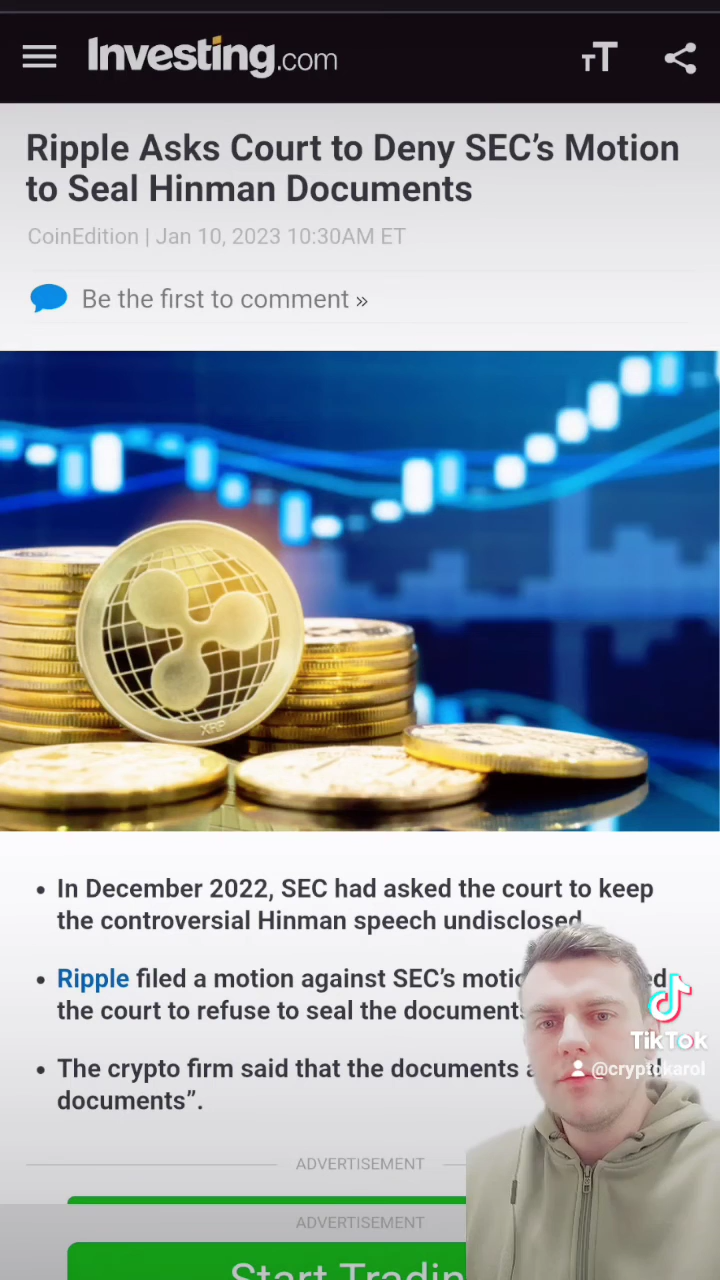 Investing.com
TT
Ripple Asks Court to Deny SEC’s Motion
to Seal Hinman Documents
CoinEdition | Jan 10, 2023 10:30AM ET
Be the first to comment »
XRP
• In December 2022, SEC had asked the court to keep
the controversial Hinman speech undisclosed
• Ripple filed a motion against SEC’s
the court to refuse to seal the documents
• The crypto firm said that the documents
documents”.
TikTok
@cryptokarol
ADVERTISEMENT
ADVERTISEMENT
Start